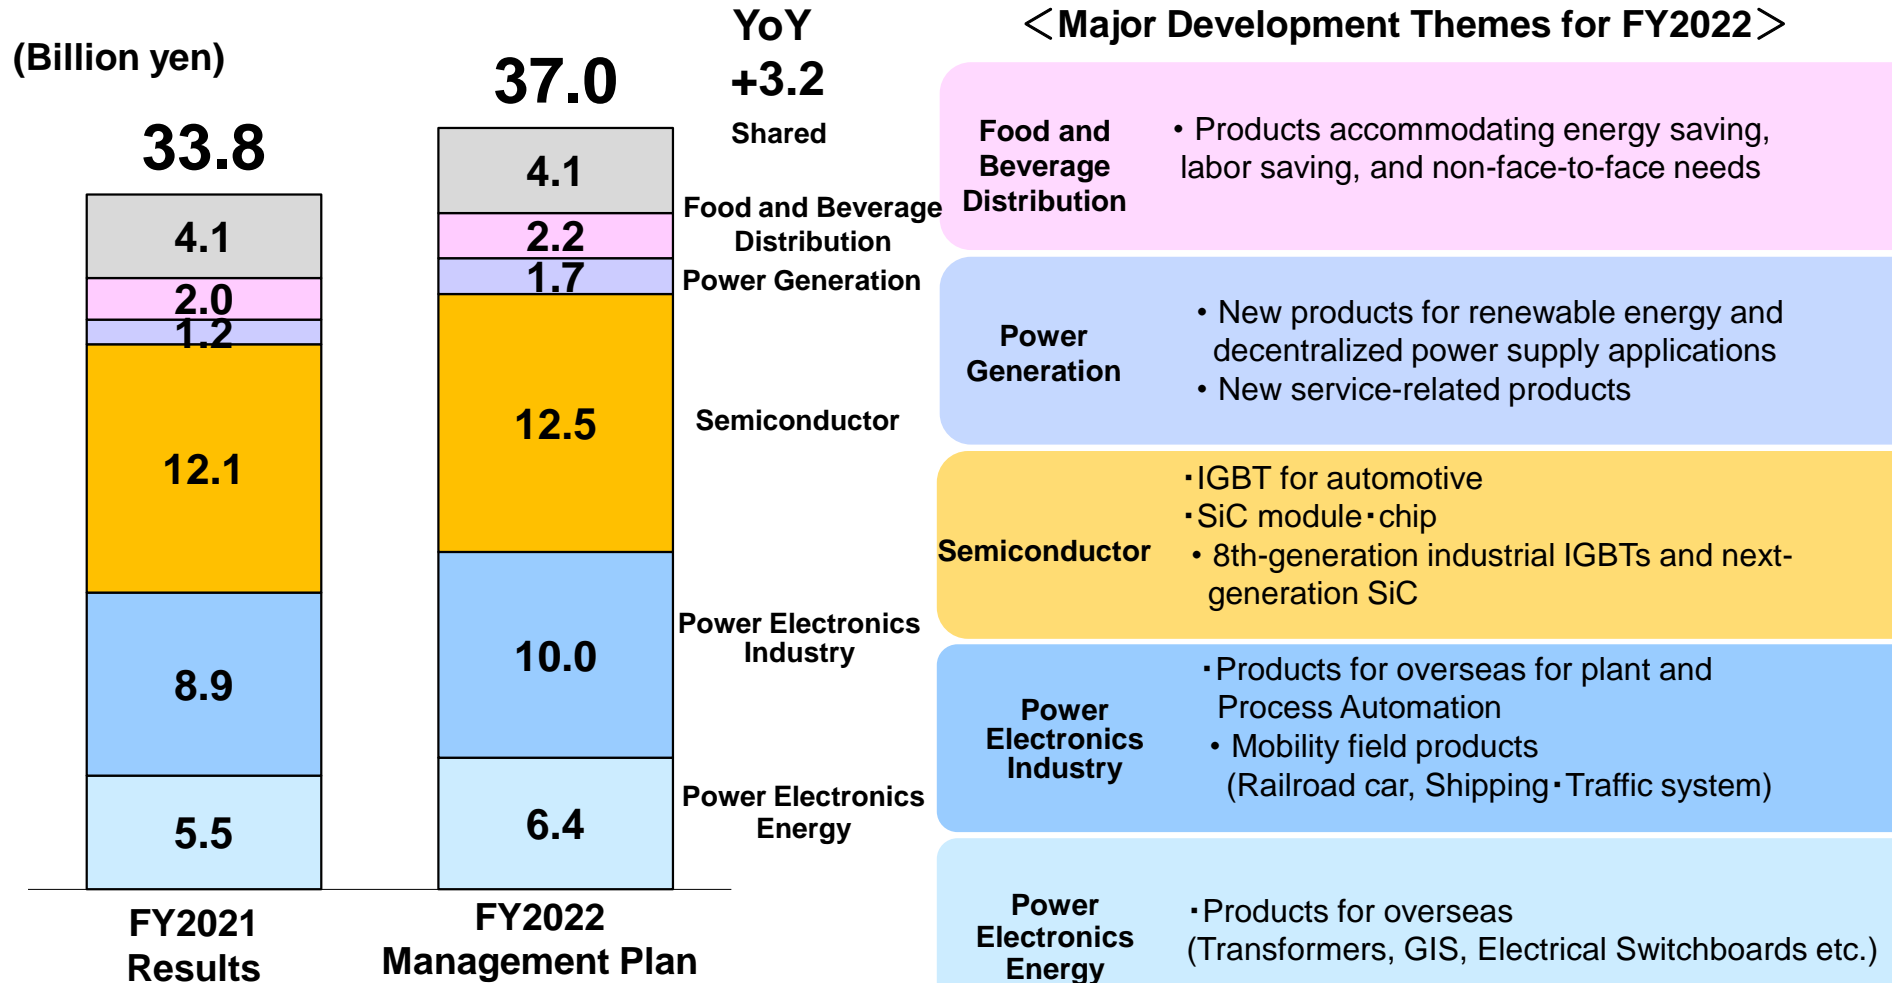 (Billion yen)
33.8
4.1
2.0
1.2
12.1
8.9
5.5
FY2021
Results
37.0
4.1
2.2
1.7
12.5
10.0
6.4
FY2022
Management Plan
YoY
+3.2
Shared
Food and Beverage
Distribution
Power Generation
Semiconductor
Power Electronics
Industry
Power Electronics
Energy
＜Major Development Themes for FY2022＞
Food and
Beverage
Distribution
• Products accommodating energy saving,
labor saving, and non-face-to-face needs
Power
Generation
• New products for renewable energy and
decentralized power supply applications
• New service-related products
Semiconductor
・IGBT for automotive
・SiC module・chip
• 8th-generation industrial IGBTs and next-
generation SiC
Power
Electronics
Industry
・Products for overseas for plant and
Process Automation
• Mobility field products
(Railroad car, Shipping・Traffic system)
Power
Electronics
Energy
・Products for overseas
(Transformers, GIS, Electrical Switchboards etc.)